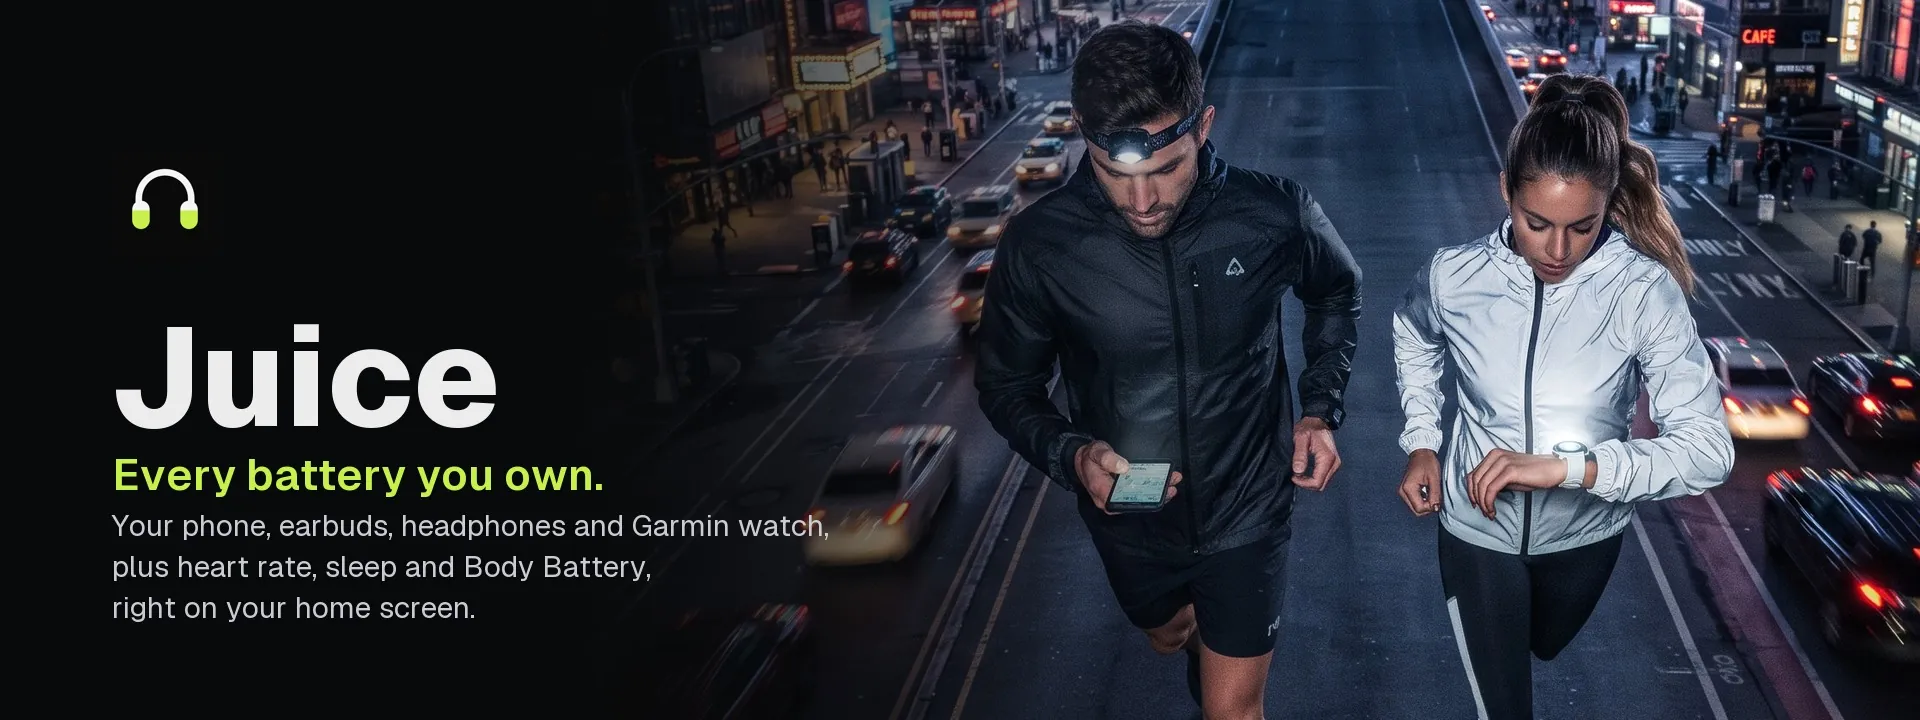 Juice
Every battery you own.
Your phone, earbuds, headphones and Garmin watch,
plus heart rate, sleep and Body Battery,
right on your home screen.
CAFE